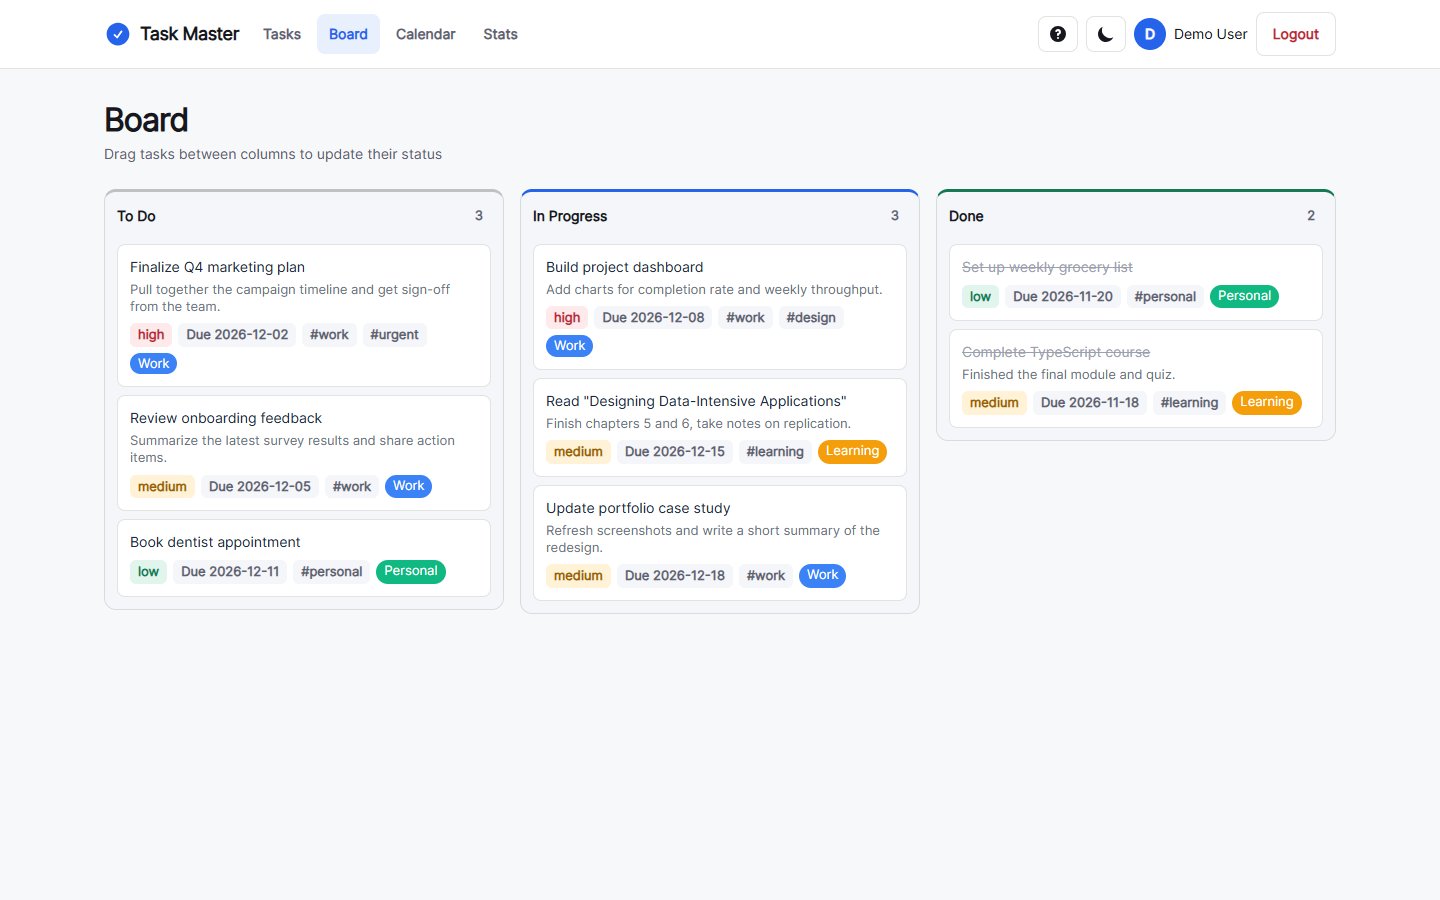 Task Master
Tasks
Board
Calendar
Stats
D
Demo User
Logout
Board
Drag tasks between columns to update their status
To Do
3
Finalize Q4 marketing plan
Pull together the campaign timeline and get sign-off
from the team.
high
Due 2026-12-02
#work
#urgent
Work
Review onboarding feedback
Summarize the latest survey results and share action
items.
medium
Due 2026-12-05
#work
Work
Book dentist appointment
low
Due 2026-12-11
#personal
Personal
In Progress
3
Build project dashboard
Add charts for completion rate and weekly throughput.
high
Due 2026-12-08
#work
#design
Work
Read "Designing Data-Intensive Applications"
Finish chapters 5 and 6, take notes on replication.
medium
Due 2026-12-15
#learning
Learning
Update portfolio case study
Refresh screenshots and write a short summary of the
redesign.
medium
Due 2026-12-18
#work
Work
Done
2
Set up weekly grocery list
low
Due 2026-11-20
#personal
Personal
Complete TypeScript course
Finished the final module and quiz.
medium
Due 2026-11-18
#learning
Learning